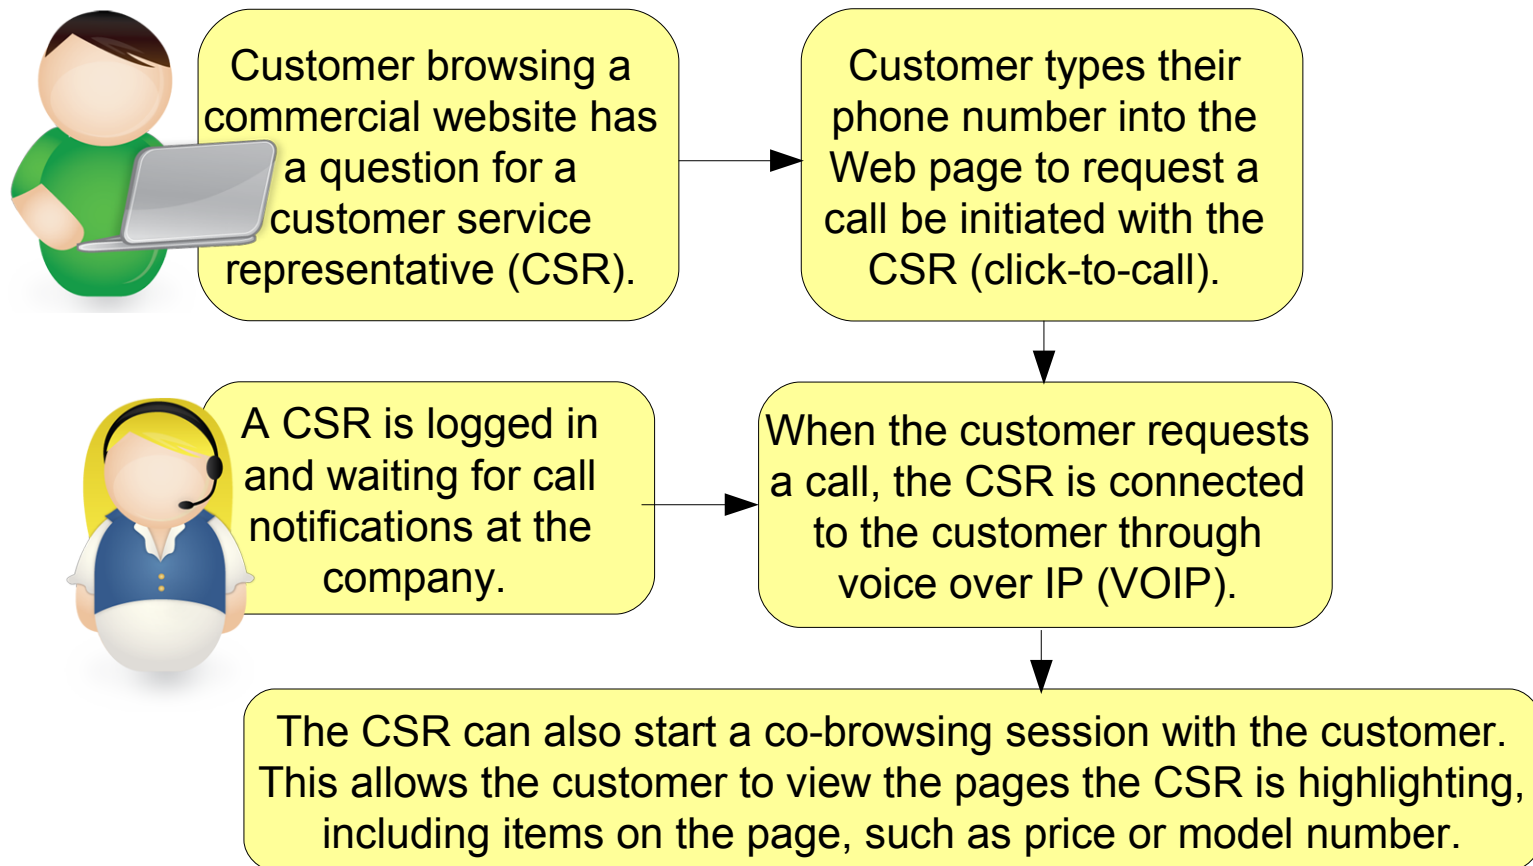 Customer browsing a
commercial website has
a question for a
customer service
representative (CSR).
Customer types their
phone number into the
Web page to request a
call be initiated with the
CSR (click-to-call).
A CSR is logged in
and waiting for call
notifications at the
company.
When the customer requests
a call, the CSR is connected
to the customer through
voice over IP (VOIP).
The CSR can also start a co-browsing session with the customer.
This allows the customer to view the pages the CSR is highlighting,
including items on the page, such as price or model number.